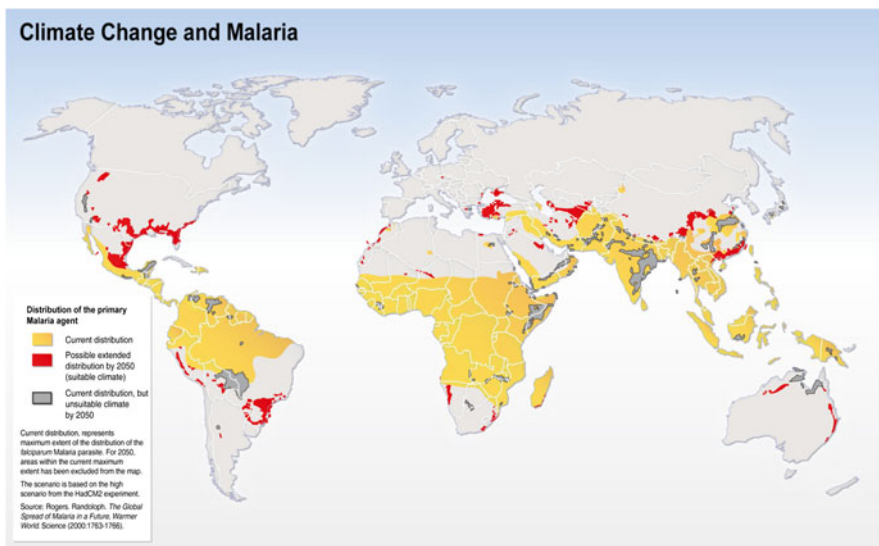 Climate Change and Malaria
Distribution of the primary
Malaria agent
Current distribution
Possible extended
distribution by 2050
(suitable climate)
Current distribution, but
unsuitable climate
by 2050
Current distribution, represents
maximum extent of the distribution of the
falciparum Malaria parasite. For 2050,
areas within the current maximum
extent has been excluded from the map.
The scenario is based on the high
scenario from the HadCM2 experiment.
Source: Rogers. Randoloph. The Global
Spread of Malaria in a Future, Warmer
World. Science (2000:1763-1766).